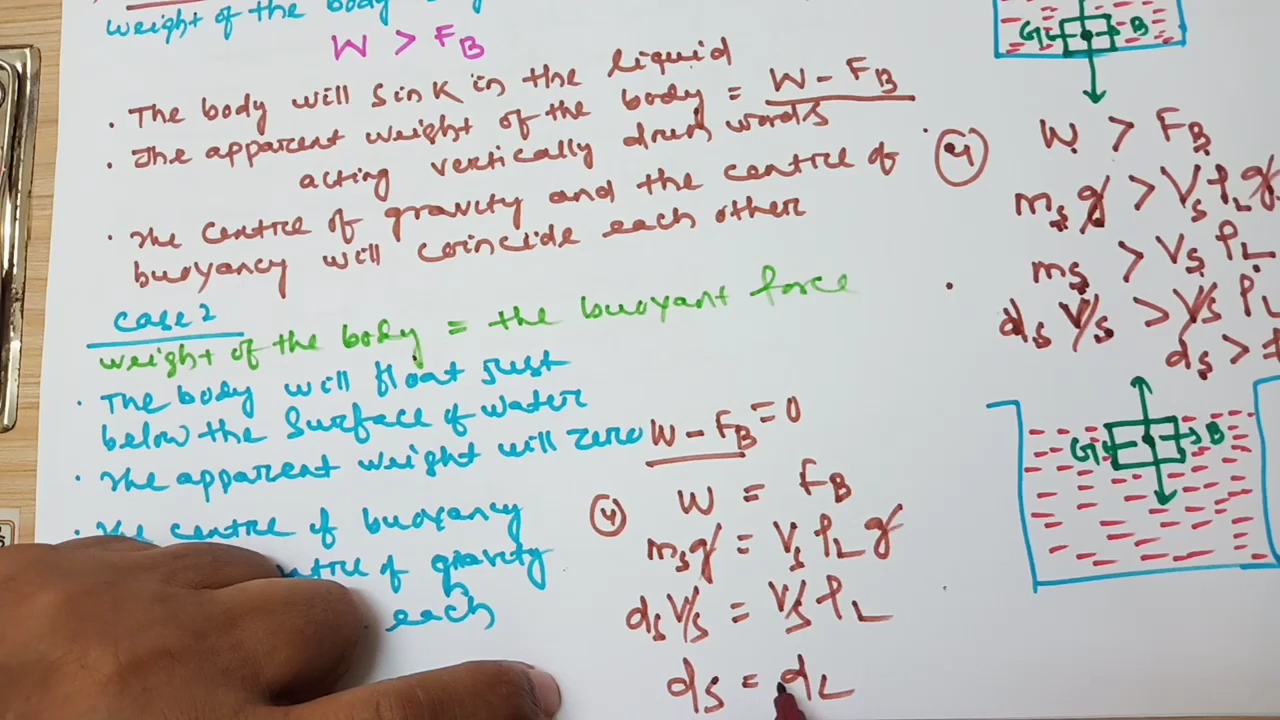 weight of the body
W > FB
. The body will sink in the liquid
. The apparent weight of the body = W - FB
acting vertically words
. The centre of gravity and the centre of
buoyancy will coincide each other
Case 2
weight of the body = the buoyant force
. The body will float just
below the surface of water
. The apparent weight will zero W - FB = 0
. The centre of buoyancy
centre of gravity
each
(4) W = FB
msg = Vs ρL g
ds Vs = Vs ρL
ds = dL
G B
(4) W > FB
msg > Vs ρL g
ms > Vs ρL
ds Vs > Vs ρL
ds >
G B